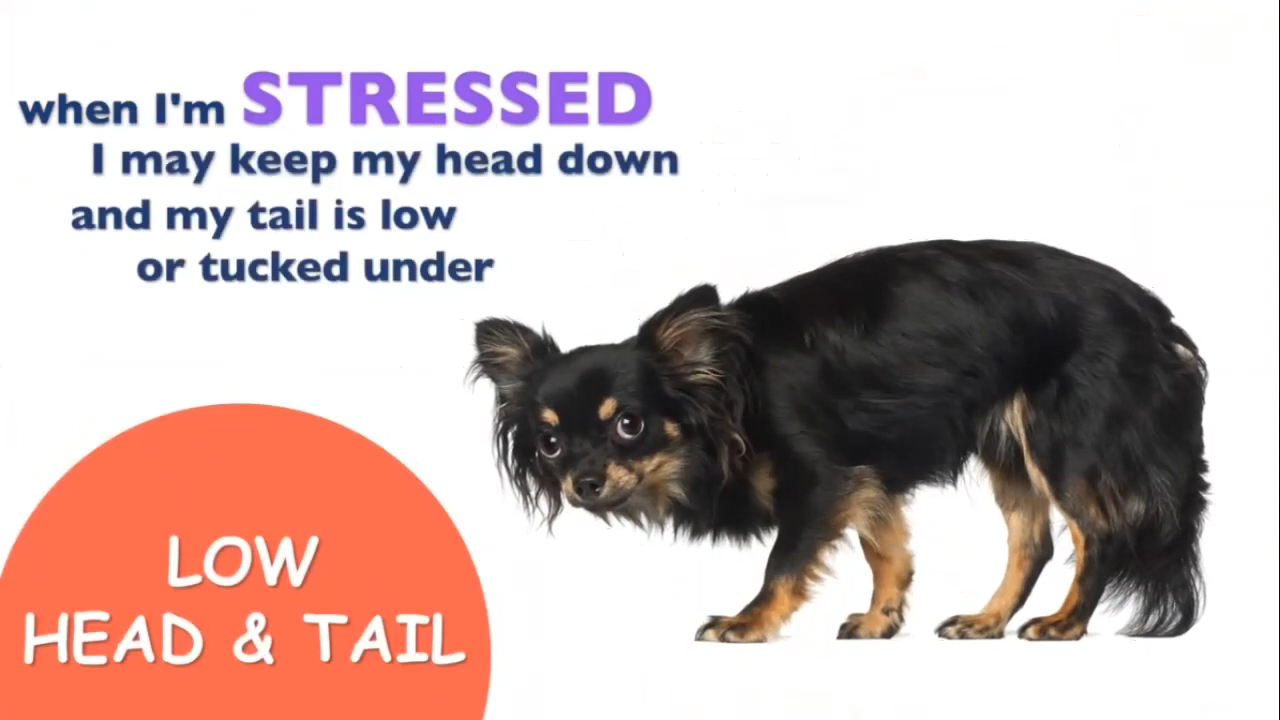 when I'm STRESSED
I may keep my head down
and my tail is low
or tucked under
LOW
HEAD & TAIL